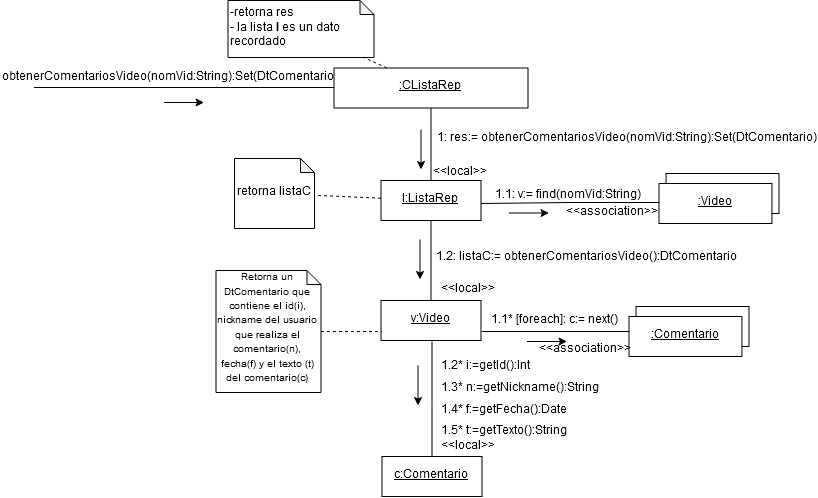 -retorna res
- la lista l es un dato
recordado
obtenerComentariosVideo(nomVid:String):Set(DtComentario
:CListaRep
1: res:= obtenerComentariosVideo(nomVid:String):Set(DtComentario)
<<local>>
retorna listaC
l:ListaRep
1.1: v:= find(nomVid:String)
<<association>>
:Video
1.2: listaC:= obtenerComentariosVideo():DtComentario
<<local>>
Retorna un
DtComentario que
contiene el id(i),
nickname del usuario
que realiza el
comentario(n),
fecha(f) y el texto (t)
del comentario(c)
v:Video
1.1* [foreach]: c:= next()
<<association>>
:Comentario
1.2* i:=getId():Int
1.3* n:=getNickname():String
1.4* f:=getFecha():Date
1.5* t:=getTexto():String
<<local>>
c:Comentario